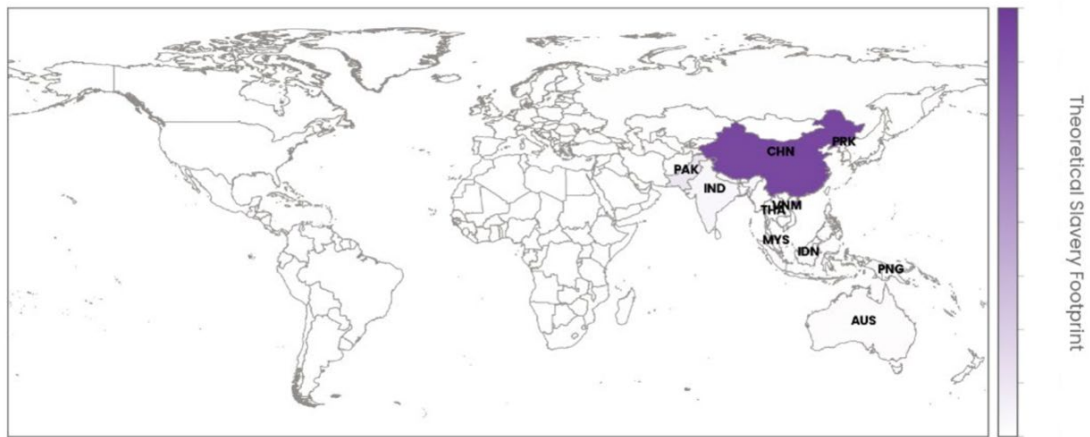 PRK
CHN
PAK
IND
VNM
THA
MYS
IDN
PNG
AUS
Theoretical Slavery Footprint